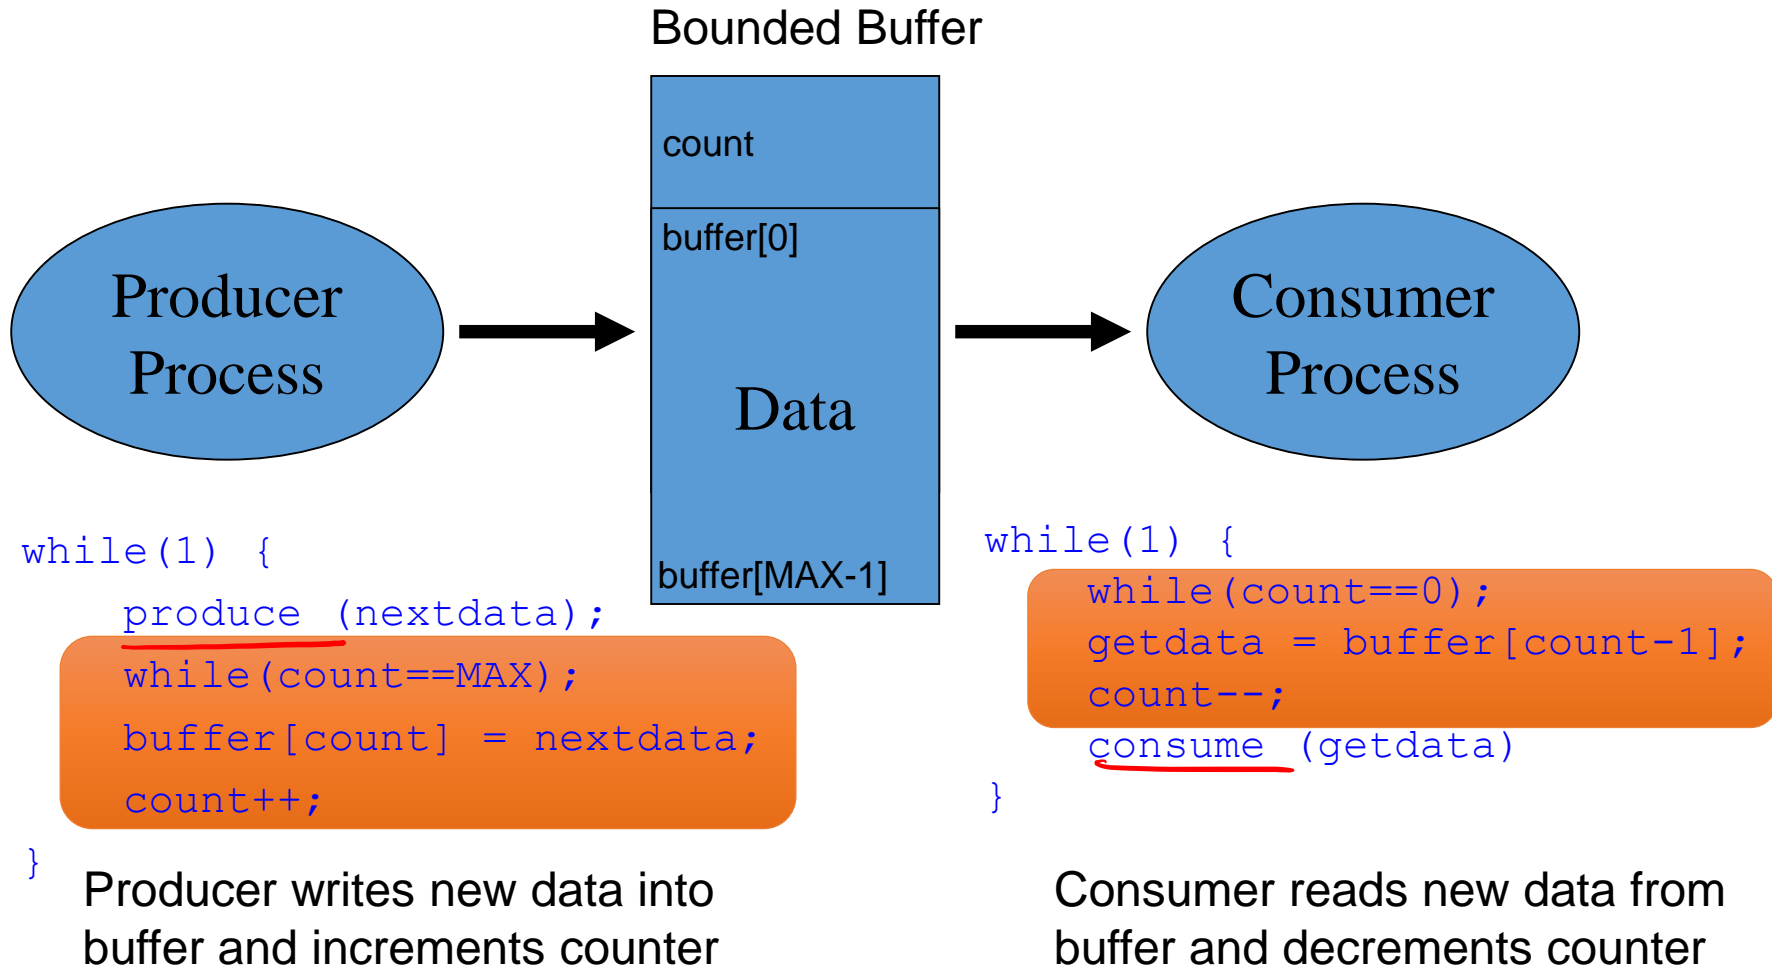 Bounded Buffer
count
buffer[0]
Data
buffer[MAX-1]
Producer
Process
Consumer
Process
while(1) {
produce (nextdata);
while(count==MAX);
buffer[count] = nextdata;
count++;
}
Producer writes new data into
buffer and increments counter
while(1) {
while(count==0);
getdata = buffer[count-1];
count--;
consume (getdata)
}
Consumer reads new data from
buffer and decrements counter